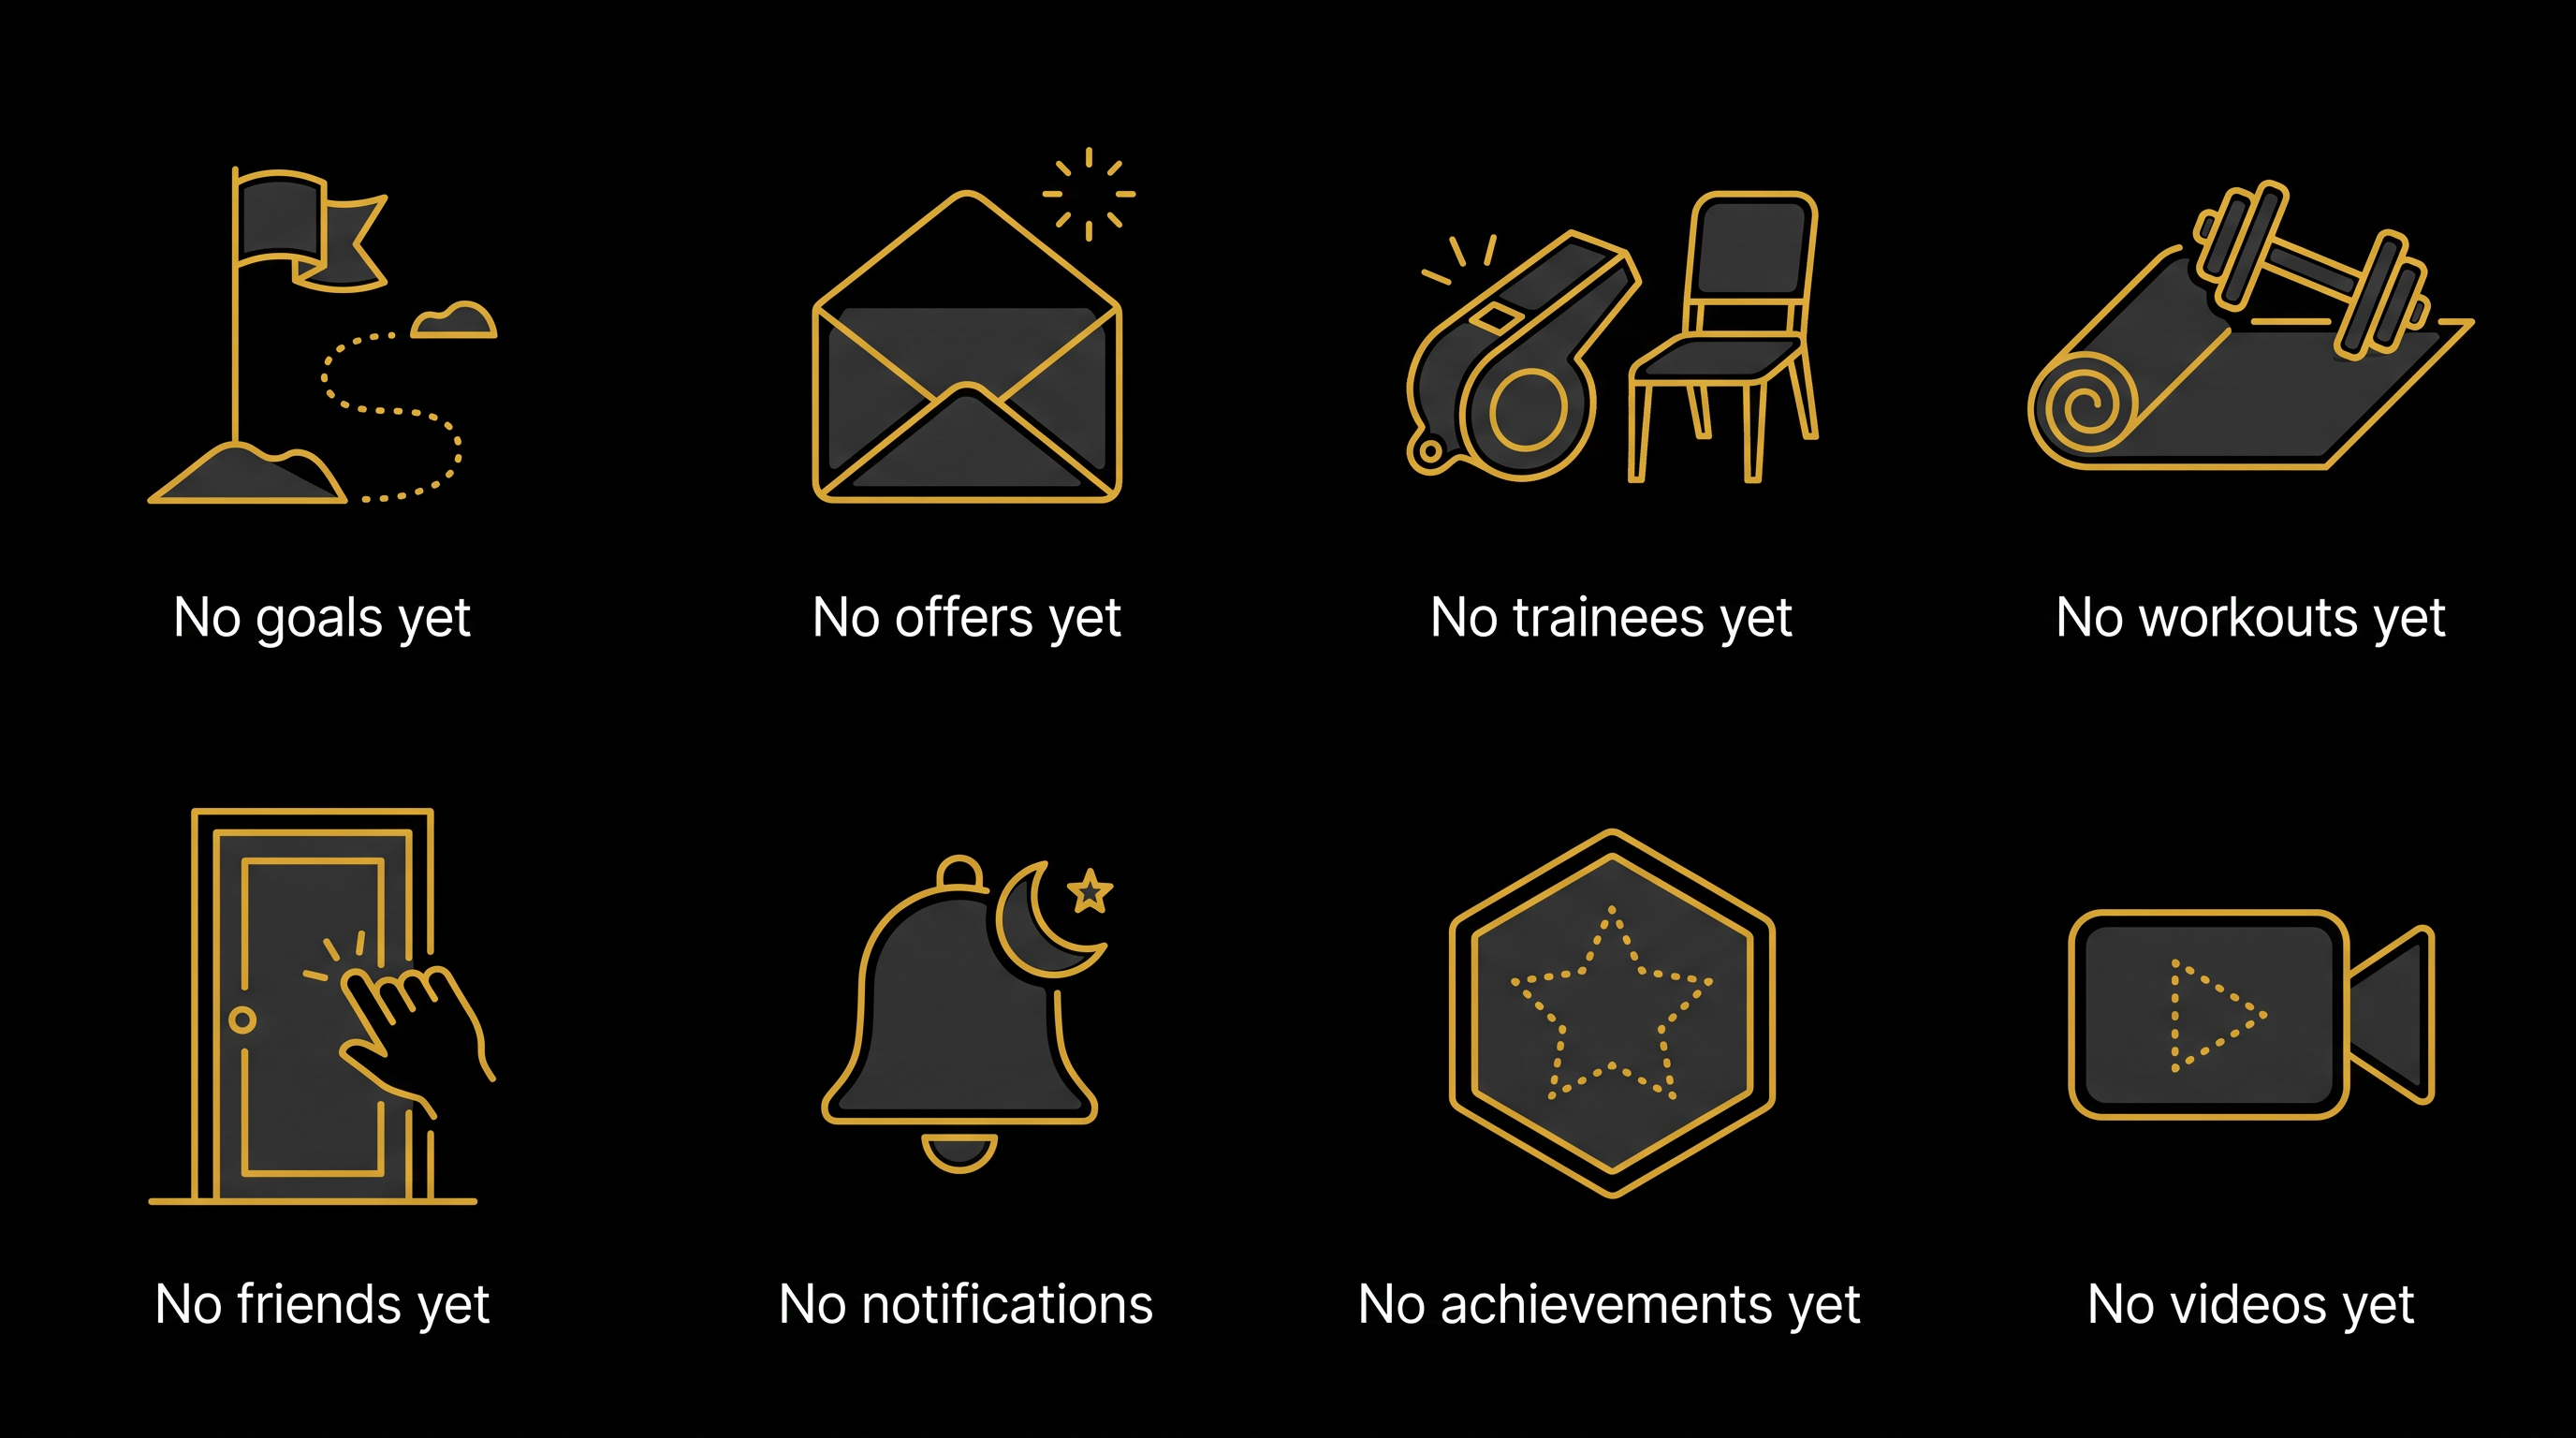 No goals yet
No offers yet
No trainees yet
No workouts yet
No friends yet
No notifications
No achievements yet
No videos yet